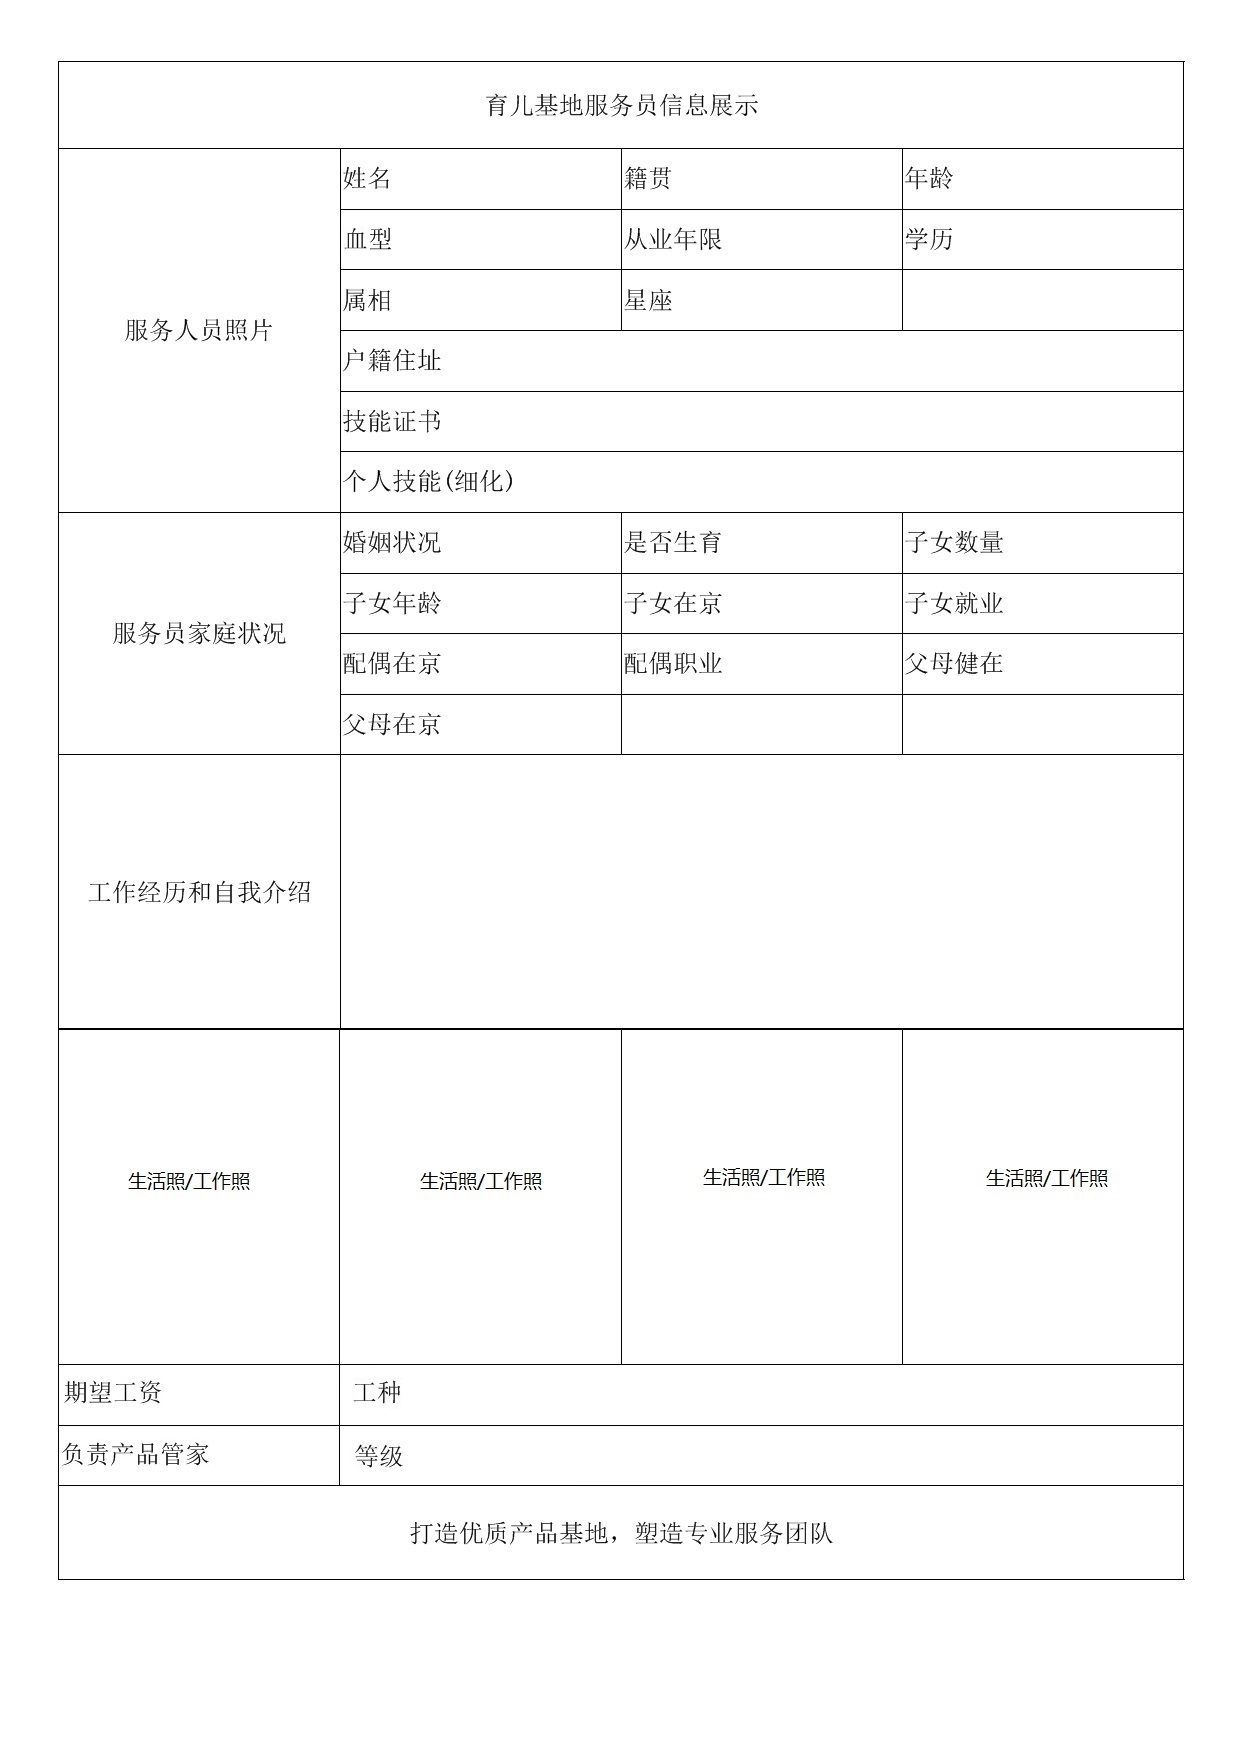 育儿基地服务员信息展示
服务人员照片
姓名 籍贯 年龄
血型 从业年限 学历
属相 星座
户籍住址
技能证书
个人技能(细化)
服务员家庭状况
婚姻状况 是否生育 子女数量
子女年龄 子女在京 子女就业
配偶在京 配偶职业 父母健在
父母在京
工作经历和自我介绍
生活照/工作照 生活照/工作照 生活照/工作照 生活照/工作照
期望工资 工种
负责产品管家 等级
打造优质产品基地，塑造专业服务团队